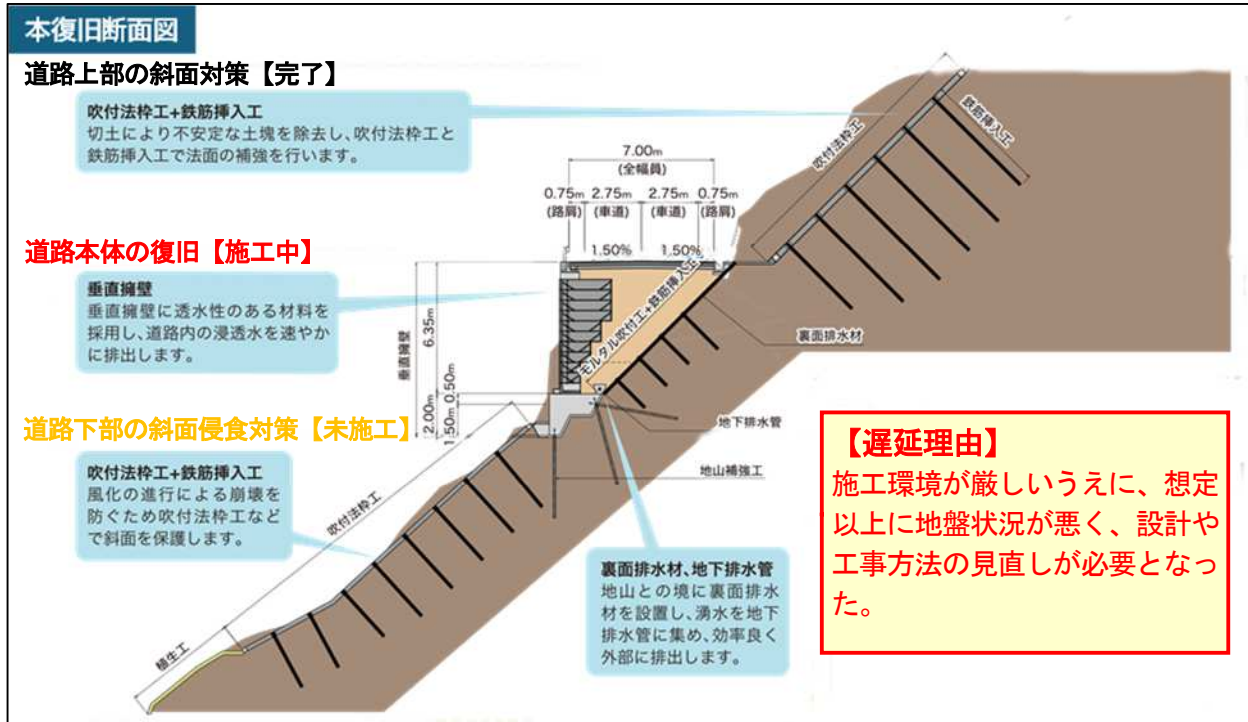 本復旧断面図
道路上部の斜面対策【完了】
吹付法枠工+鉄筋挿入工
切土により不安定な土塊を除去し、吹付法枠工と
鉄筋挿入工で法面の補強を行います。
吹付法枠工
鉄筋挿入工
7.00m
(全幅員)
0.75m 2.75m 2.75m 0.75m
(路肩) (車道) (車道) (路肩)
1.50% 1.50%
道路本体の復旧【施工中】
垂直擁壁
垂直擁壁に透水性のある材料を
採用し、道路内の浸透水を速やか
に排出します。
垂直擁壁
6.35m
0.50m
2.00m
1.50m
モルタル吹付工+鉄筋挿入工
裏面排水材
地下排水管
地山補強工
道路下部の斜面侵食対策【未施工】
吹付法枠工+鉄筋挿入工
風化の進行による崩壊を
防ぐため吹付法枠工など
で斜面を保護します。
吹付法枠工
植生工
裏面排水材、地下排水管
地山との境に裏面排水
材を設置し、湧水を地下
排水管に集め、効率良く
外部に排出します。
【遅延理由】
施工環境が厳しいうえに、想定
以上に地盤状況が悪く、設計や
工事方法の見直しが必要となっ
た。